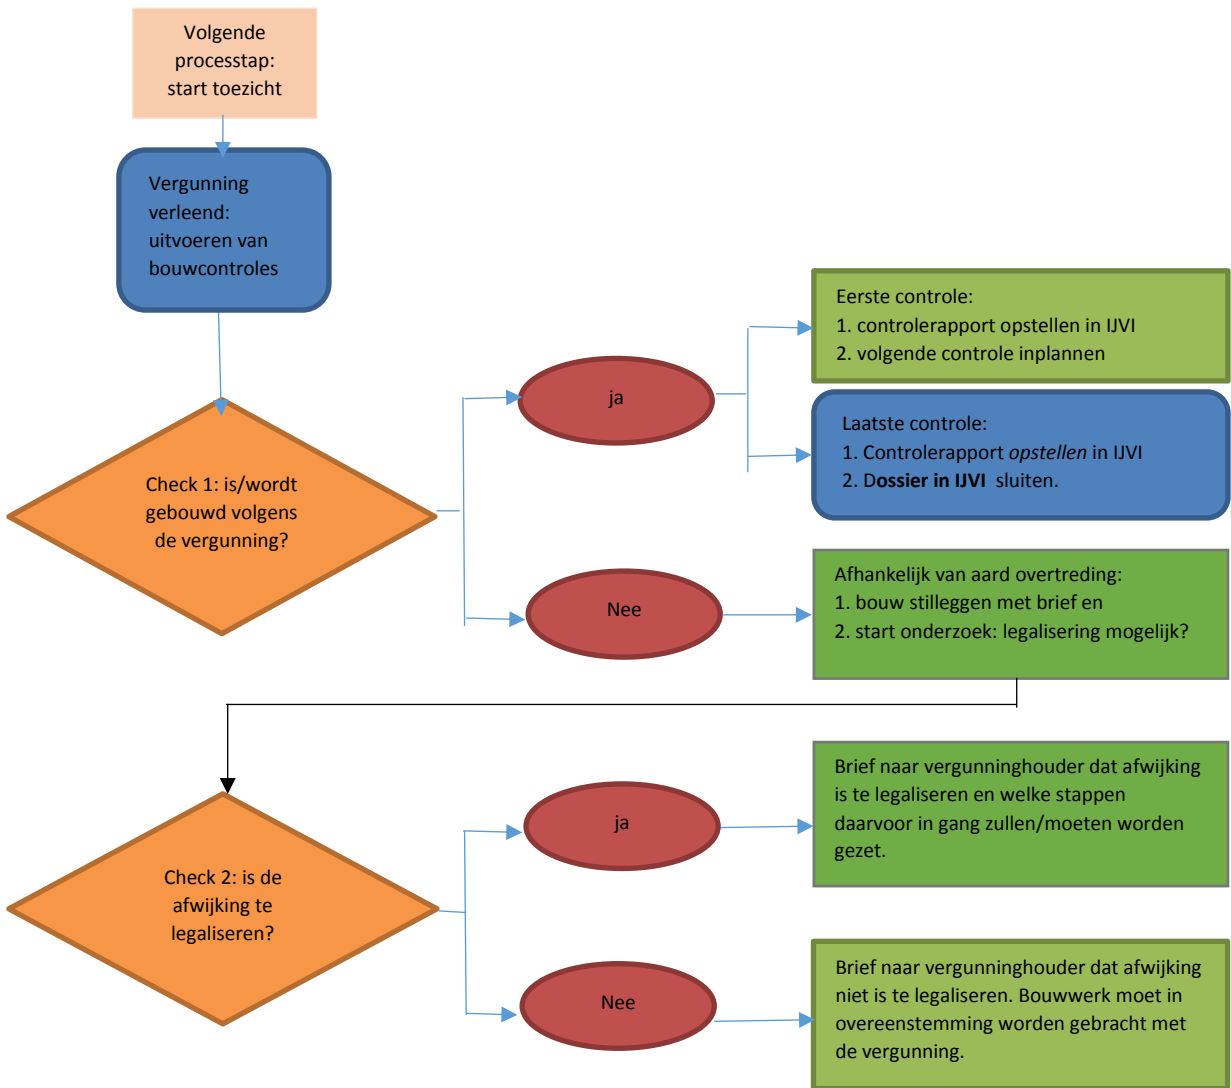 Volgende
processtap:
start toezicht
Vergunning
verleend:
uitvoeren van
bouwcontroles
Check 1: is/wordt
gebouwd volgens
de vergunning?
ja
Eerste controle:
1. controlerapport opstellen in IJVI
2. volgende controle inplannen
Laatste controle:
1. Controlerapport opstellen in IJVI
2. Dossier in IJVI sluiten.
Nee
Afhankelijk van aard overtreding:
1. bouw stilleggen met brief en
2. start onderzoek: legalisering mogelijk?
Check 2: is de
afwijking te
legaliseren?
ja
Brief naar vergunninghouder dat afwijking
is te legaliseren en welke stappen
daarvoor in gang zullen/moeten worden
gezet.
Nee
Brief naar vergunninghouder dat afwijking
niet is te legaliseren. Bouwwerk moet in
overeenstemming worden gebracht met
de vergunning.